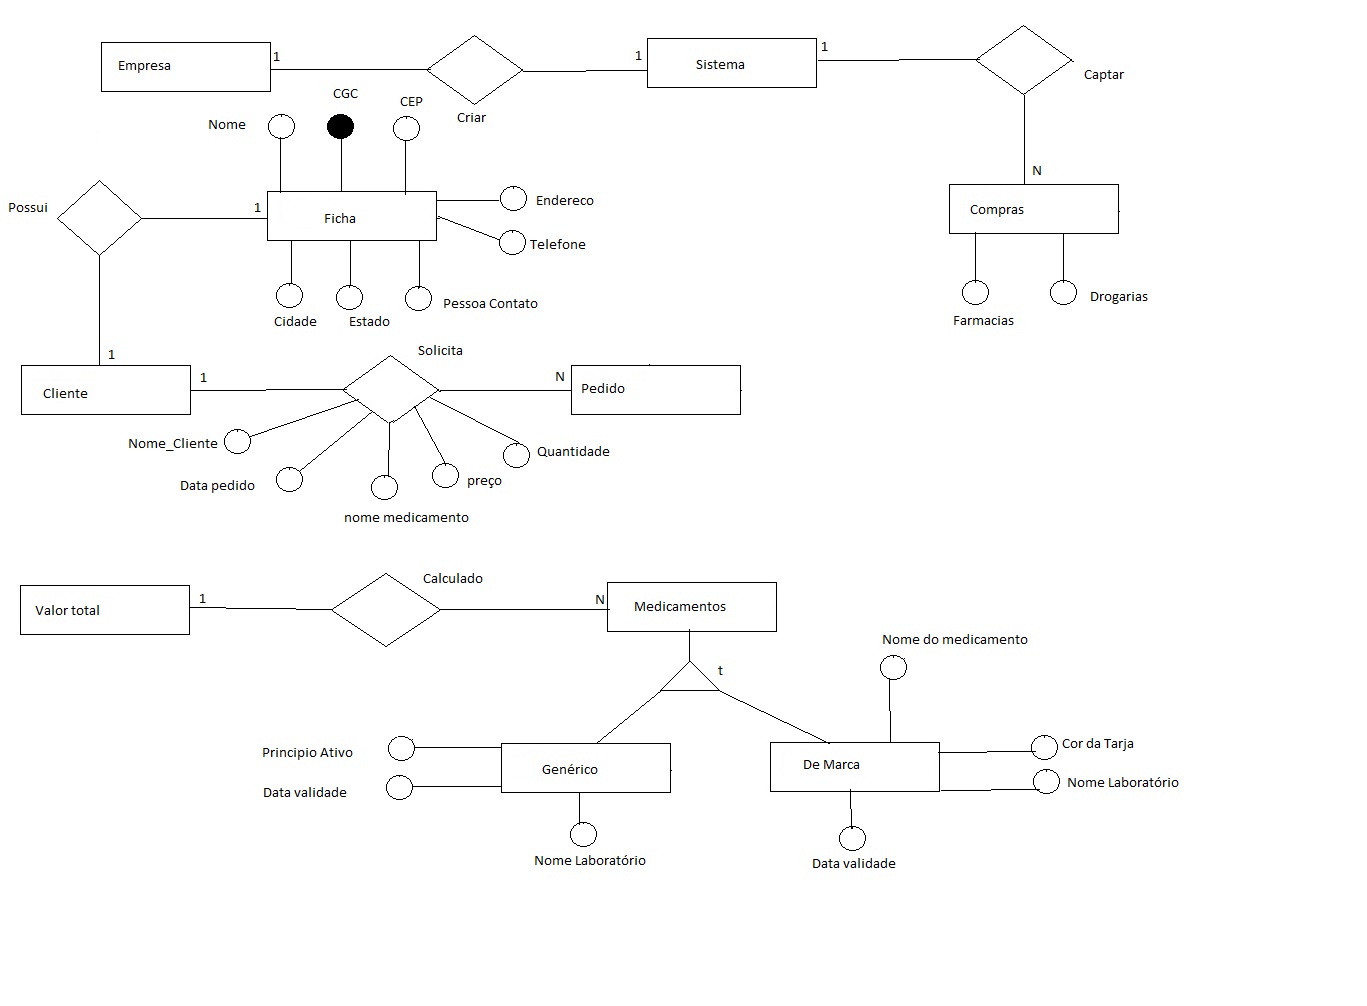 Empresa
1
Criar
1
Sistema
1
Captar
N
Compras
Farmacias
Drogarias
Nome
CGC
CEP
Possui
1
Ficha
Endereco
Telefone
Cidade
Estado
Pessoa Contato
1
Cliente
1
Solicita
N
Pedido
Nome_Cliente
Data pedido
nome medicamento
preço
Quantidade
Valor total
1
Calculado
N
Medicamentos
t
Nome do medicamento
Principio Ativo
Data validade
Genérico
Nome Laboratório
De Marca
Cor da Tarja
Nome Laboratório
Data validade